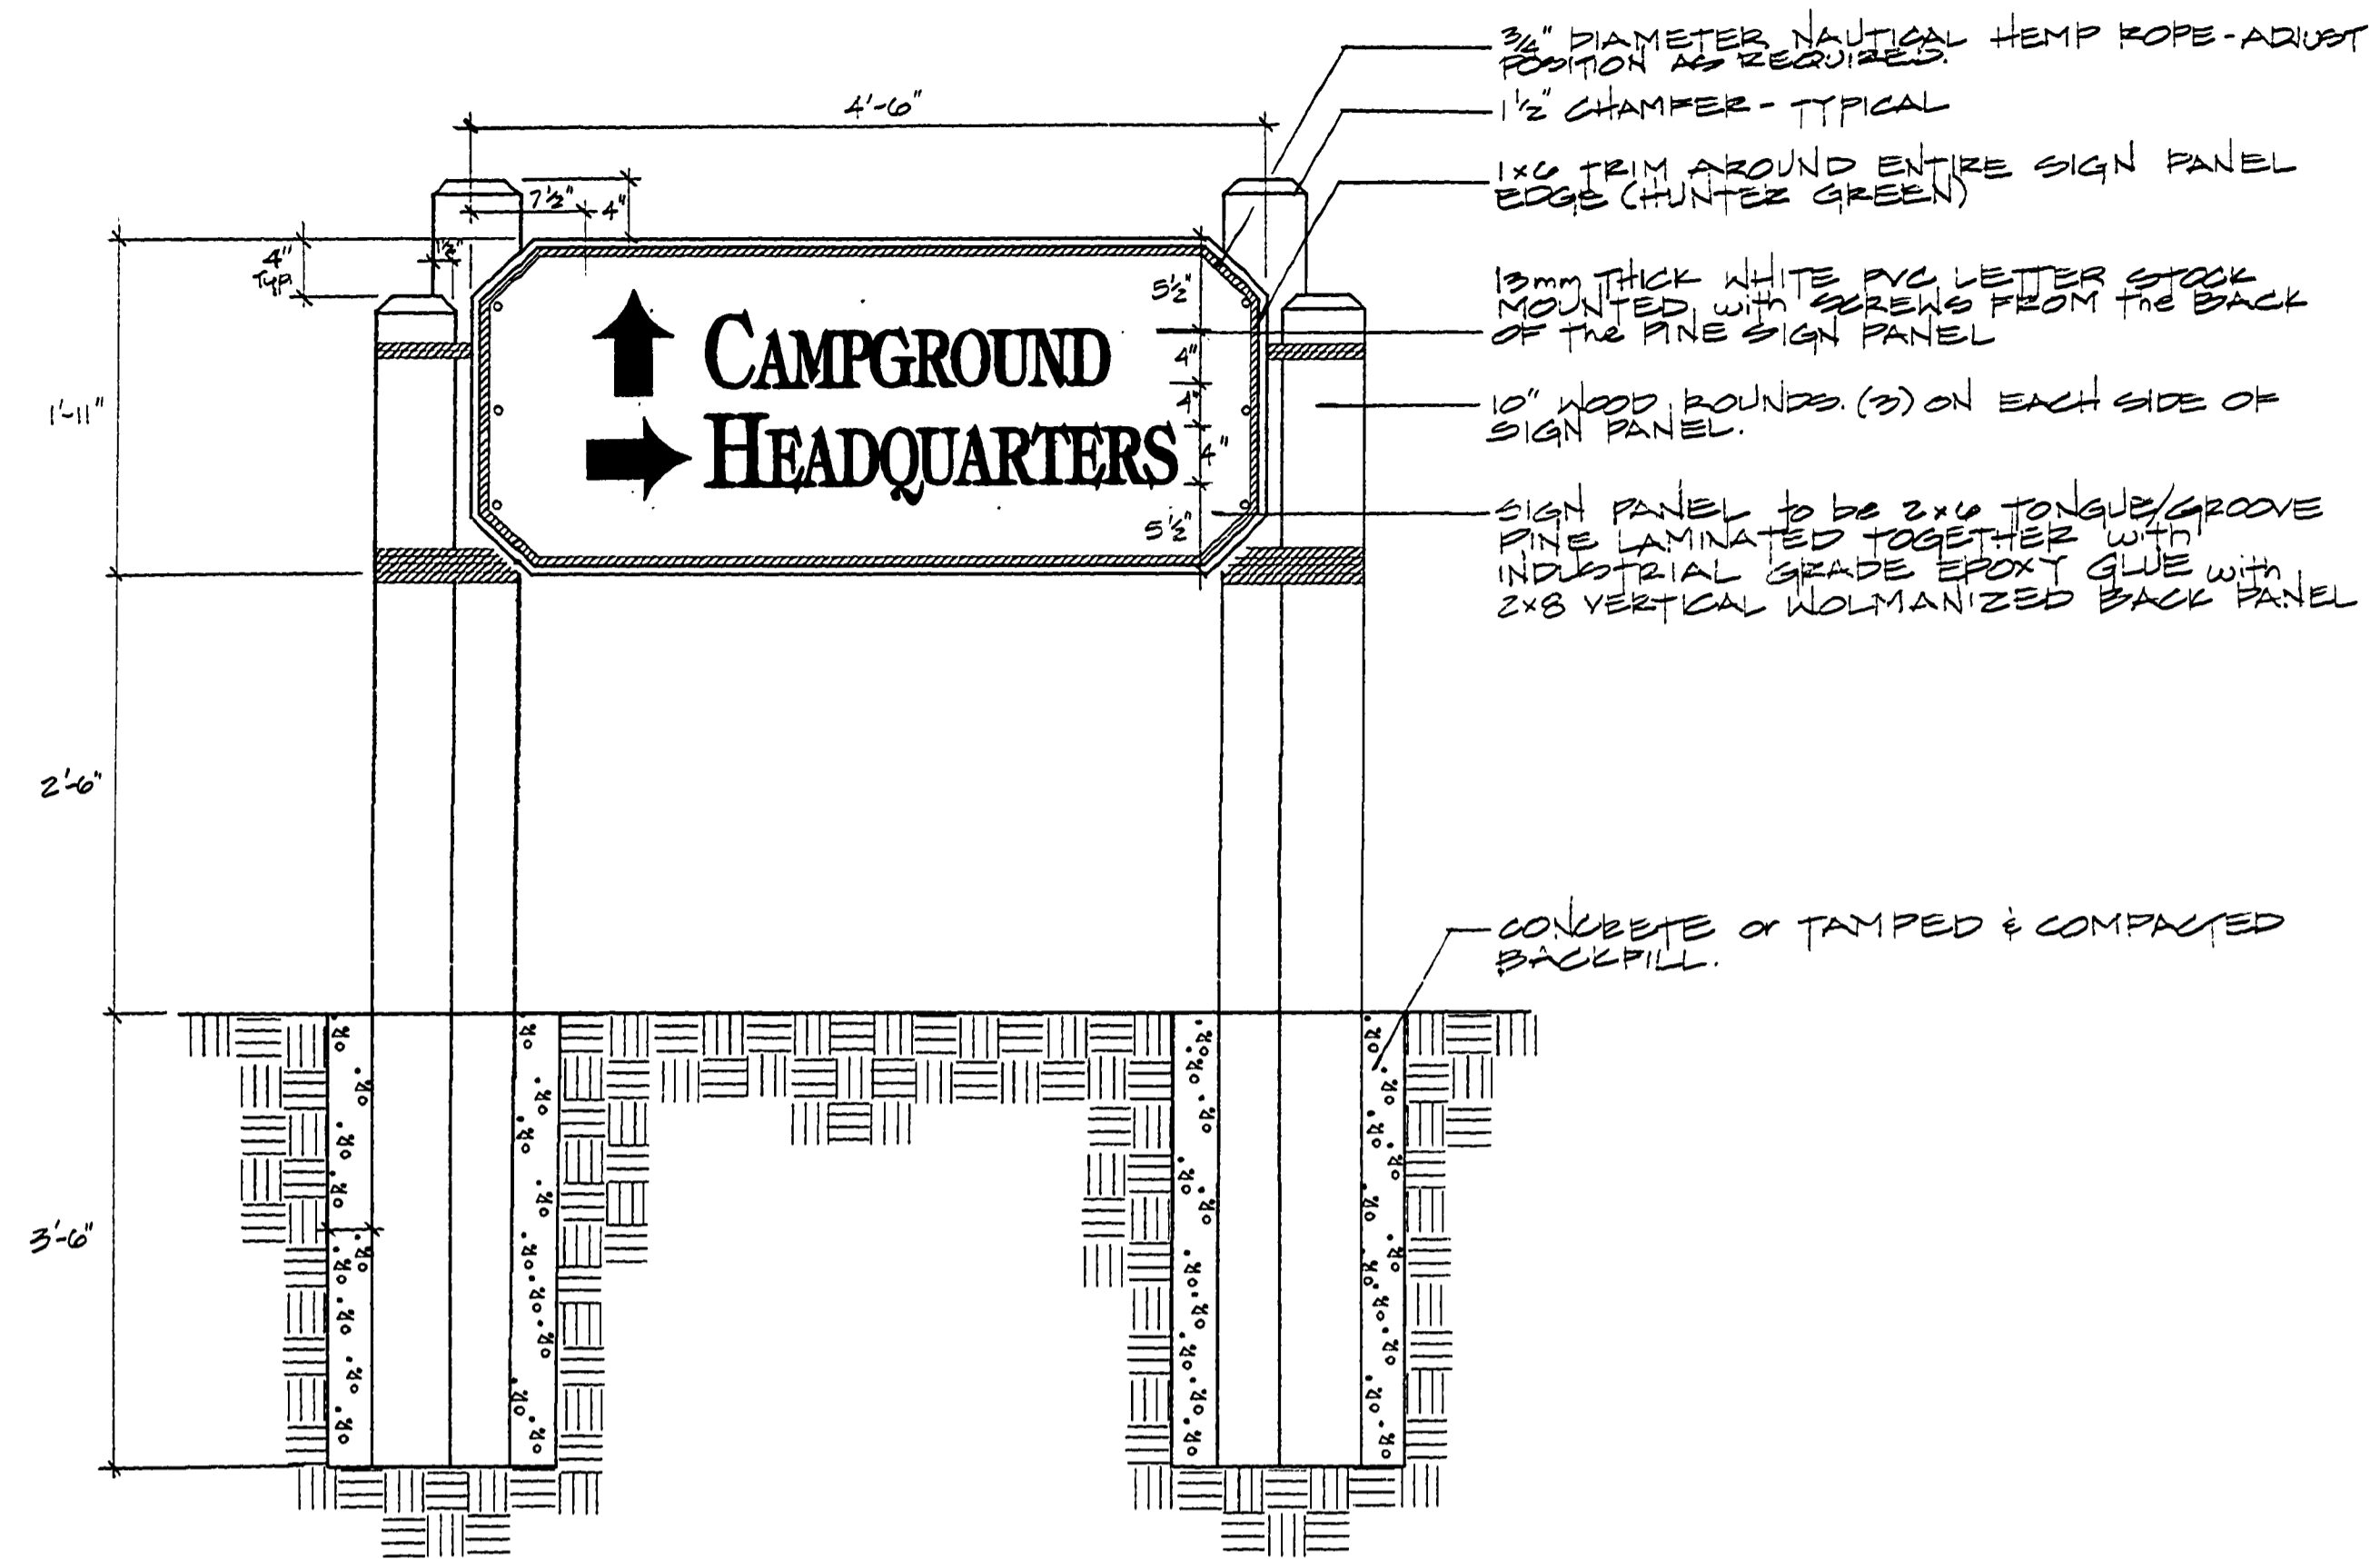 3/4" DIAMETER NAUTICAL HEMP ROPE-ADJUST
POSITION AS REQUIRED.
1 1/2" CHAMFER - TYPICAL
1x6 TRIM AROUND ENTIRE SIGN PANEL
EDGE (HUNTER GREEN)
13mm THICK WHITE PVC LETTER STOCK
MOUNTED with SCREWS FROM the BACK
OF the PINE SIGN PANEL
10" WOOD ROUNDS. (3) ON EACH SIDE OF
SIGN PANEL.
SIGN PANEL to be 2x6 TONGUE/GROOVE
PINE LAMINATED TOGETHER with
INDUSTRIAL GRADE EPOXY GLUE with
2x8 VERTICAL WOLMANIZED BACK PANEL
CONCRETE or TAMPED & COMPACTED
BACKFILL.
4'-6"
7 1/2"
4"
1 1/2"
4"
TYP.
1'-11"
2'-6"
3'-6"
CAMPGROUND
HEADQUARTERS
5 1/2"
4"
4"
4"
5 1/2"